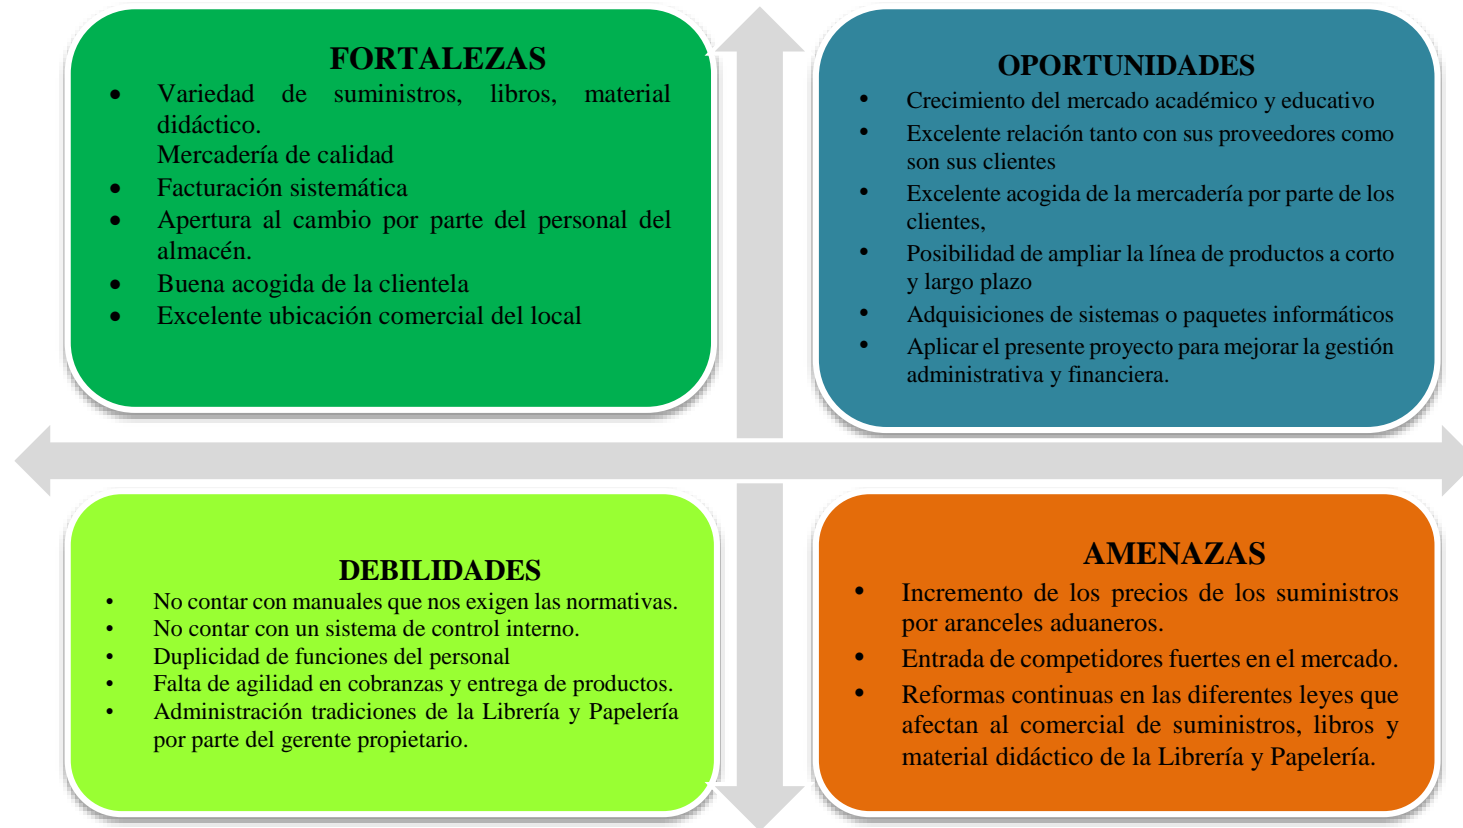 FORTALEZAS
• Variedad de suministros, libros, material
didáctico.
Mercadería de calidad
• Facturación sistemática
• Apertura al cambio por parte del personal del
almacén.
• Buena acogida de la clientela
• Excelente ubicación comercial del local
OPORTUNIDADES
• Crecimiento del mercado académico y educativo
• Excelente relación tanto con sus proveedores como
son sus clientes
• Excelente acogida de la mercadería por parte de los
clientes,
• Posibilidad de ampliar la línea de productos a corto
y largo plazo
• Adquisiciones de sistemas o paquetes informáticos
• Aplicar el presente proyecto para mejorar la gestión
administrativa y financiera.
DEBILIDADES
• No contar con manuales que nos exigen las normativas.
• No contar con un sistema de control interno.
• Duplicidad de funciones del personal
• Falta de agilidad en cobranzas y entrega de productos.
• Administración tradiciones de la Librería y Papelería
por parte del gerente propietario.
AMENAZAS
• Incremento de los precios de los suministros
por aranceles aduaneros.
• Entrada de competidores fuertes en el mercado.
• Reformas continuas en las diferentes leyes que
afectan al comercial de suministros, libros y
material didáctico de la Librería y Papelería.